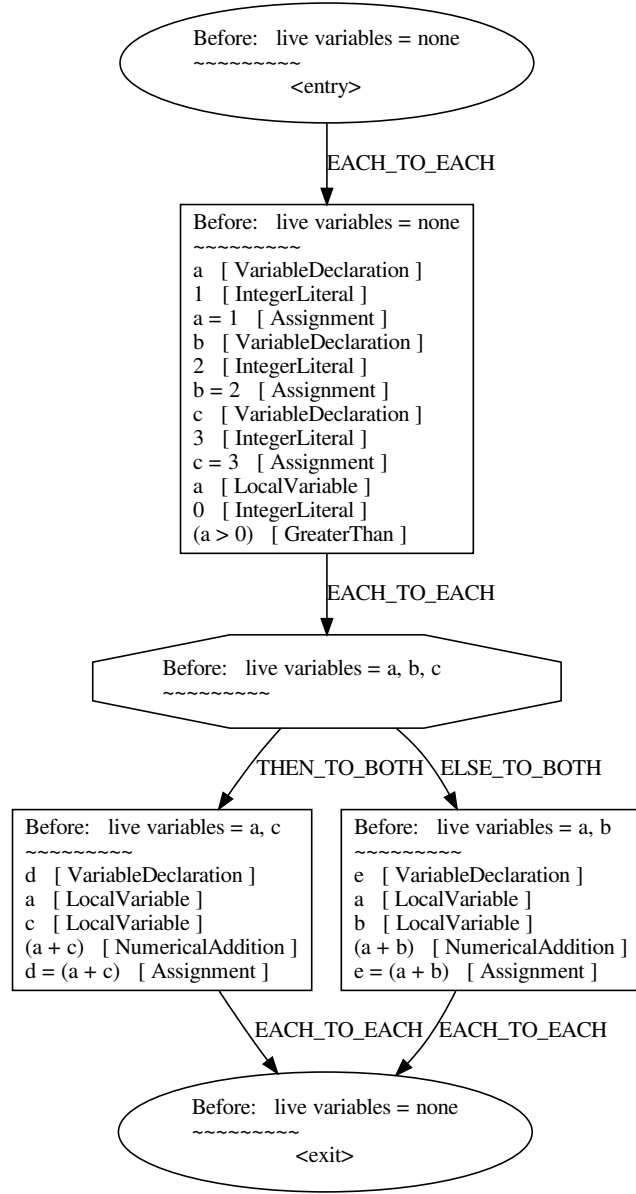 Before:   live variables = none
~~~~~~~~~
<entry>
EACH_TO_EACH
Before:   live variables = none
~~~~~~~~~
a   [ VariableDeclaration ]
1   [ IntegerLiteral ]
a = 1   [ Assignment ]
b   [ VariableDeclaration ]
2   [ IntegerLiteral ]
b = 2   [ Assignment ]
c   [ VariableDeclaration ]
3   [ IntegerLiteral ]
c = 3   [ Assignment ]
a   [ LocalVariable ]
0   [ IntegerLiteral ]
(a > 0)   [ GreaterThan ]
EACH_TO_EACH
Before:   live variables = a, b, c
~~~~~~~~~
THEN_TO_BOTH
ELSE_TO_BOTH
Before:   live variables = a, c
~~~~~~~~~
d   [ VariableDeclaration ]
a   [ LocalVariable ]
c   [ LocalVariable ]
(a + c)   [ NumericalAddition ]
d = (a + c)   [ Assignment ]
Before:   live variables = a, b
~~~~~~~~~
e   [ VariableDeclaration ]
a   [ LocalVariable ]
b   [ LocalVariable ]
(a + b)   [ NumericalAddition ]
e = (a + b)   [ Assignment ]
EACH_TO_EACH
EACH_TO_EACH
Before:   live variables = none
~~~~~~~~~
<exit>